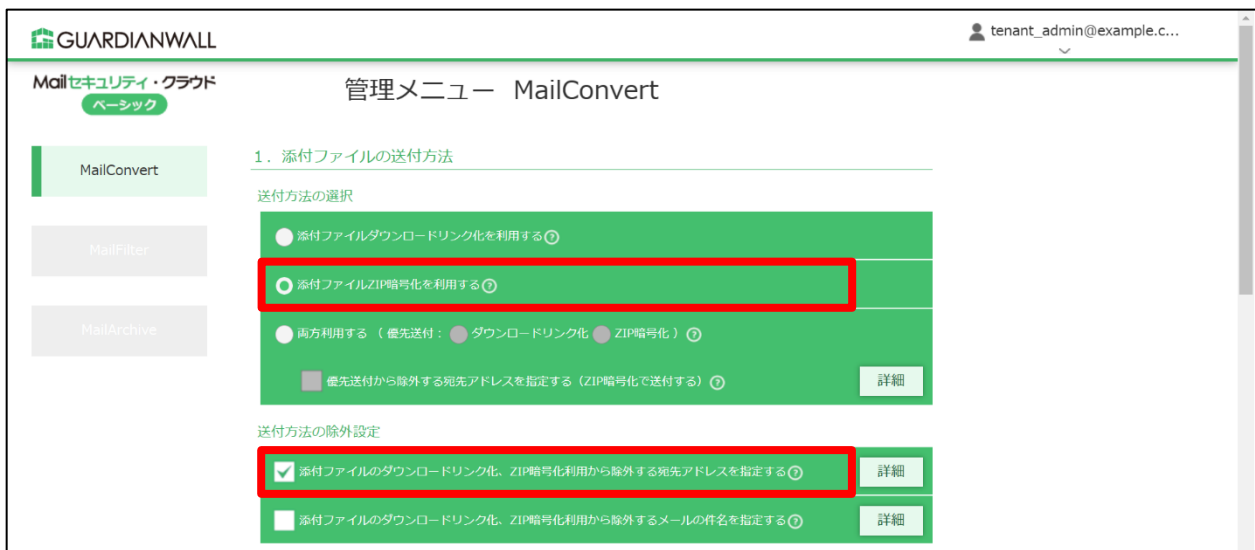 GUARDIANWALL
tenant_admin@example.c...
Mailセキュリティ・クラウド
ベーシック
管理メニュー MailConvert
MailConvert
MailFilter
MailArchive
1．添付ファイルの送付方法
送付方法の選択
添付ファイルダウンロードリンク化を利用する?
添付ファイルZIP暗号化を利用する?
両方利用する （ 優先送付： ダウンロードリンク化 ZIP暗号化 ）?
優先送付から除外する宛先アドレスを指定する（ZIP暗号化で送付する）? 詳細
送付方法の除外設定
添付ファイルのダウンロードリンク化、ZIP暗号化利用から除外する宛先アドレスを指定する? 詳細
添付ファイルのダウンロードリンク化、ZIP暗号化利用から除外するメールの件名を指定する? 詳細